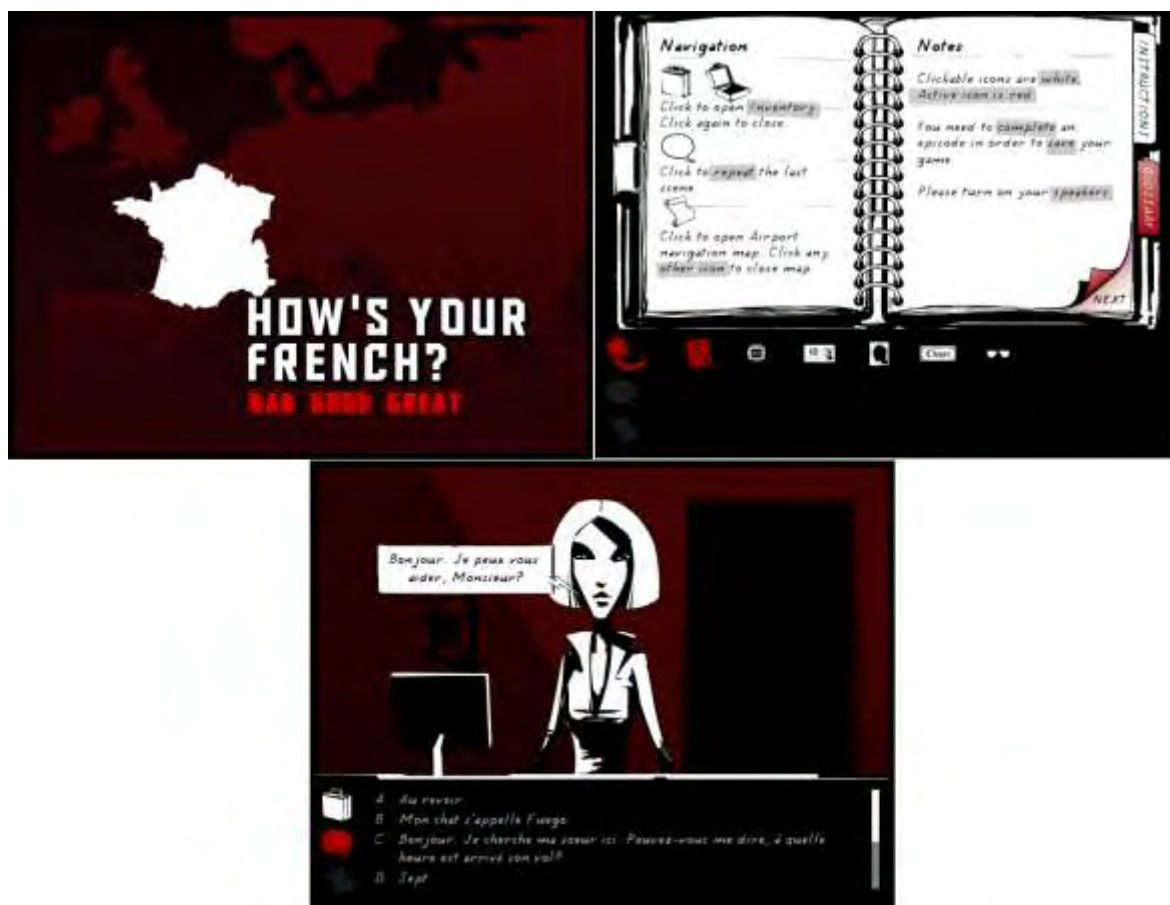 HOW'S YOUR
FRENCH?
BAD GOOD GREAT
Navigation
Click to open inventory.
Click again to close.
Click to repeat the last
scene
Click to open Airport
navigation map. Click any
other icon to close map.
Notes
Clickable icons are white.
Active icon is red.
You need to complete an
episode in order to save your
game.
Please turn on your speakers.
NEXT
INSTRUCTIONS
Bonjour. Je peux vous
aider, Monsieur?
A Au revoir.
B Mon chat s'appelle Fuego.
C Bonjour. Je cherche ma soeur ici. Pouvez-vous me dire, à quelle
heure est arrivé son vol?
D Sept